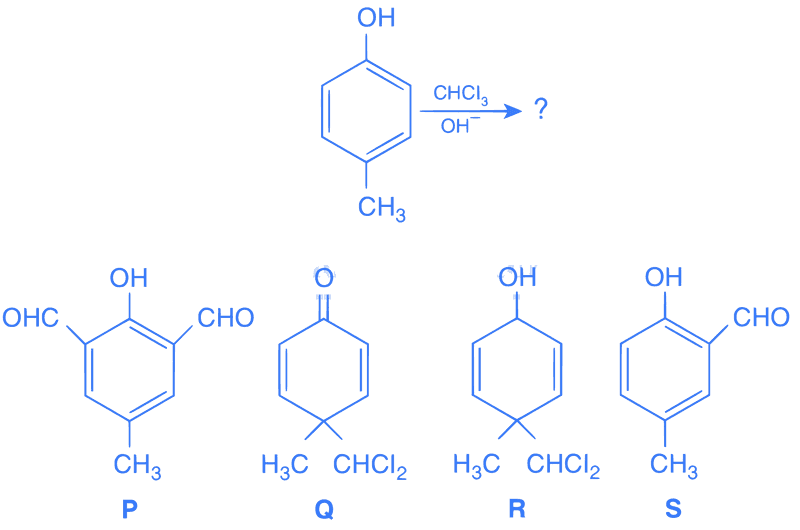 OH
CHCl₃
OH⁻
?
CH₃
OH
OHC CHO
CH₃
P
O
H₃C CHCl₂
Q
OH
H₃C CHCl₂
R
OH
CHO
CH₃
S